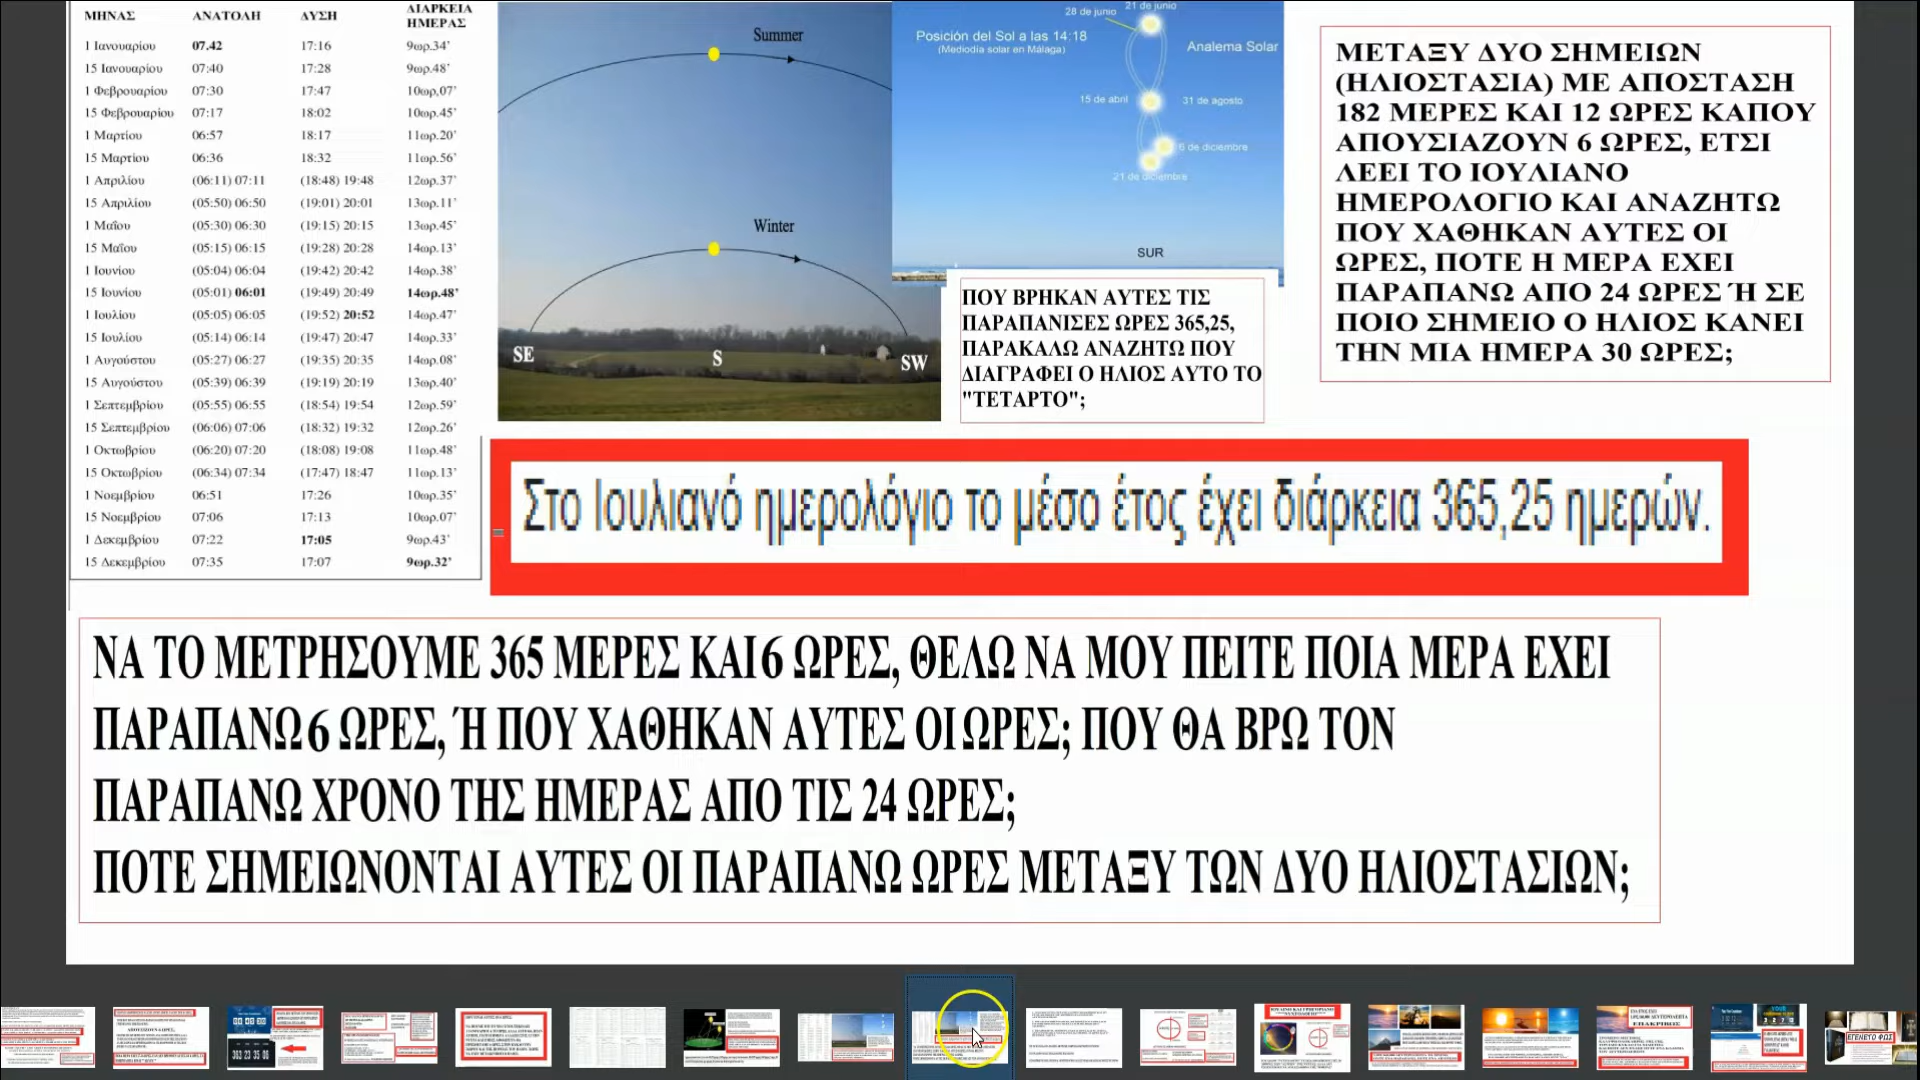 ΜΗΝΑΣ ΑΝΑΤΟΛΗ ΔΥΣΗ ΔΙΑΡΚΕΙΑ ΗΜΕΡΑΣ
1 Ιανουαρίου 07.42 17:16 9ωρ.34’
15 Ιανουαρίου 07:40 17:28 9ωρ.48’
1 Φεβρουαρίου 07:30 17:47 10ωρ,07’
15 Φεβρουαρίου 07:17 18:02 10ωρ.45’
1 Μαρτίου 06:57 18:17 11ωρ.20’
15 Μαρτίου 06:36 18:32 11ωρ.56’
1 Απριλίου (06:11) 07:11 (18:48) 19:48 12ωρ.37’
15 Απριλίου (05:50) 06:50 (19:01) 20:01 13ωρ.11’
1 Μαΐου (05:30) 06:30 (19:15) 20:15 13ωρ.45’
15 Μαΐου (05:15) 06:15 (19:28) 20:28 14ωρ.13’
1 Ιουνίου (05:04) 06:04 (19:42) 20:42 14ωρ.38’
15 Ιουνίου (05:01) 06:01 (19:49) 20:49 14ωρ.48’
1 Ιουλίου (05:05) 06:05 (19:52) 20:52 14ωρ.47’
15 Ιουλίου (05:14) 06:14 (19:47) 20:47 14ωρ.33’
1 Αυγούστου (05:27) 06:27 (19:35) 20:35 14ωρ.08’
15 Αυγούστου (05:39) 06:39 (19:19) 20:19 13ωρ.40’
1 Σεπτεμβρίου (05:55) 06:55 (18:54) 19:54 12ωρ.59’
15 Σεπτεμβρίου (06:06) 07:06 (18:32) 19:32 12ωρ.26’
1 Οκτωβρίου (06:20) 07:20 (18:08) 19:08 11ωρ.48’
15 Οκτωβρίου (06:34) 07:34 (17:47) 18:47 11ωρ.13’
1 Νοεμβρίου 06:51 17:26 10ωρ.35’
15 Νοεμβρίου 07:06 17:13 10ωρ.07’
1 Δεκεμβρίου 07:22 17:05 9ωρ.43’
15 Δεκεμβρίου 07:35 17:07 9ωρ.32’
Summer
Winter
SE S SW
28 de junio 21 de junio
Posición del Sol a las 14:18
(Mediodía solar en Málaga)
Analema Solar
15 de abril 31 de agosto
6 de diciembre
21 de diciembre
SUR
ΠΟΥ ΒΡΗΚΑΝ ΑΥΤΕΣ ΤΙΣ
ΠΑΡΑΠΑΝΙΣΕΣ ΩΡΕΣ 365,25,
ΠΑΡΑΚΑΛΩ ΑΝΑΖΗΤΩ ΠΟΥ
ΔΙΑΓΡΑΦΕΙ Ο ΗΛΙΟΣ ΑΥΤΟ ΤΟ
"ΤΕΤΑΡΤΟ";
ΜΕΤΑΞΥ ΔΥΟ ΣΗΜΕΙΩΝ
(ΗΛΙΟΣΤΑΣΙΑ) ΜΕ ΑΠΟΣΤΑΣΗ
182 ΜΕΡΕΣ ΚΑΙ 12 ΩΡΕΣ ΚΑΠΟΥ
ΑΠΟΥΣΙΑΖΟΥΝ 6 ΩΡΕΣ, ΕΤΣΙ
ΛΕΕΙ ΤΟ ΙΟΥΛΙΑΝΟ
ΗΜΕΡΟΛΟΓΙΟ ΚΑΙ ΑΝΑΖΗΤΩ
ΠΟΥ ΧΑΘΗΚΑΝ ΑΥΤΕΣ ΟΙ
ΩΡΕΣ, ΠΟΤΕ Η ΜΕΡΑ ΕΧΕΙ
ΠΑΡΑΠΑΝΩ ΑΠΟ 24 ΩΡΕΣ Ή ΣΕ
ΠΟΙΟ ΣΗΜΕΙΟ Ο ΗΛΙΟΣ ΚΑΝΕΙ
ΤΗΝ ΜΙΑ ΗΜΕΡΑ 30 ΩΡΕΣ;
Στο Ιουλιανό ημερολόγιο το μέσο έτος έχει διάρκεια 365,25 ημερών.
ΝΑ ΤΟ ΜΕΤΡΗΣΟΥΜΕ 365 ΜΕΡΕΣ ΚΑΙ 6 ΩΡΕΣ, ΘΕΛΩ ΝΑ ΜΟΥ ΠΕΙΤΕ ΠΟΙΑ ΜΕΡΑ ΕΧΕΙ
ΠΑΡΑΠΑΝΩ 6 ΩΡΕΣ, Ή ΠΟΥ ΧΑΘΗΚΑΝ ΑΥΤΕΣ ΟΙ ΩΡΕΣ; ΠΟΥ ΘΑ ΒΡΩ ΤΟΝ
ΠΑΡΑΠΑΝΩ ΧΡΟΝΟ ΤΗΣ ΗΜΕΡΑΣ ΑΠΟ ΤΙΣ 24 ΩΡΕΣ;
ΠΟΤΕ ΣΗΜΕΙΩΝΟΝΤΑΙ ΑΥΤΕΣ ΟΙ ΠΑΡΑΠΑΝΩ ΩΡΕΣ ΜΕΤΑΞΥ ΤΩΝ ΔΥΟ ΗΛΙΟΣΤΑΣΙΩΝ;
ΕΓΕΝΕΤΟ ΦΩΣ